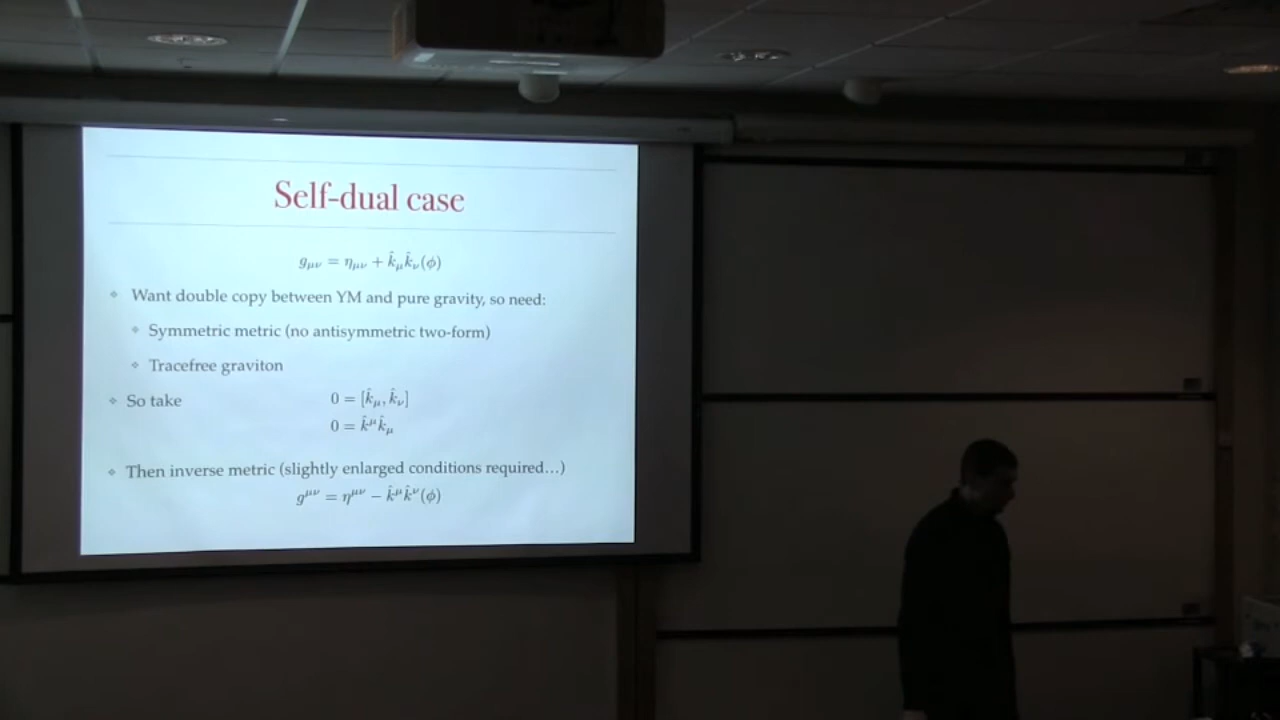 Self-dual case
g_{μν} = η_{μν} + k̂_μ k̂_ν(ϕ)
Want double copy between YM and pure gravity, so need:
Symmetric metric (no antisymmetric two-form)
Tracefree graviton
So take 0 = [k̂_μ, k̂_ν]
0 = k̂^μ k̂_μ
Then inverse metric (slightly enlarged conditions required…)
g^{μν} = η^{μν} − k̂^μ k̂^ν(ϕ)